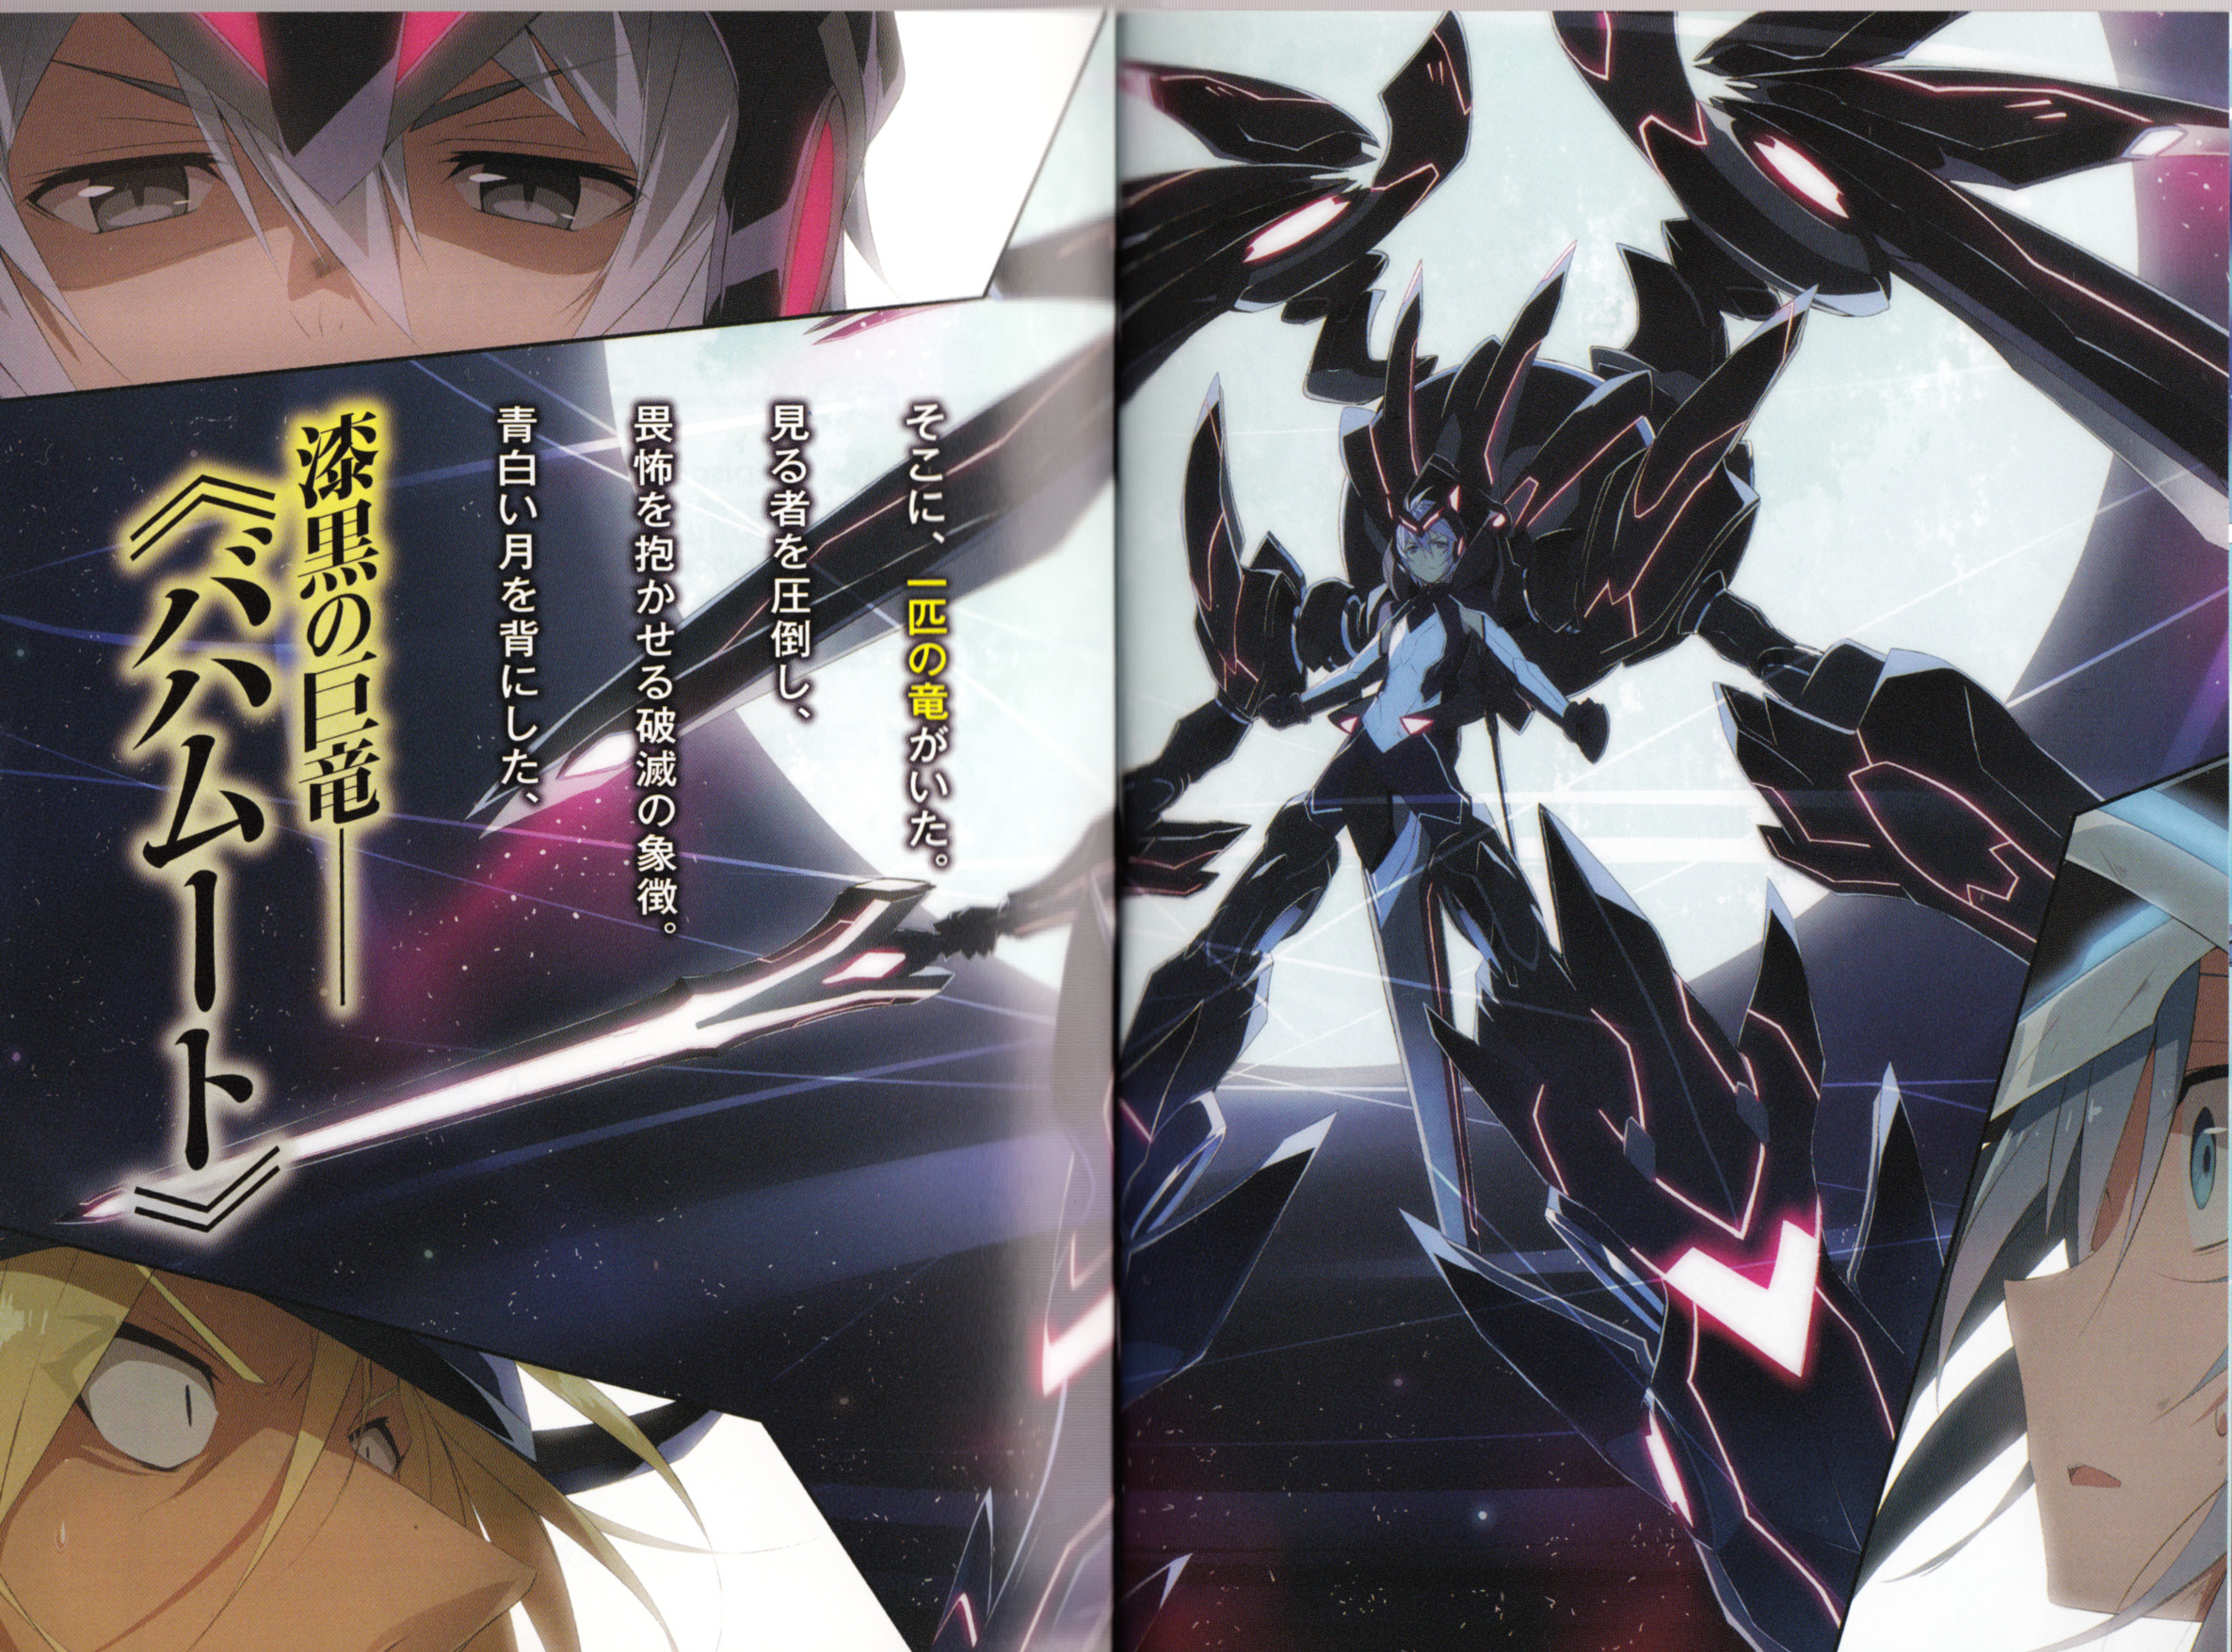 そこに、一匹の竜がいた。
見る者を圧倒し、
畏怖を抱かせる破滅の象徴。
青白い月を背にした、
漆黒の巨竜――
《バハムート》